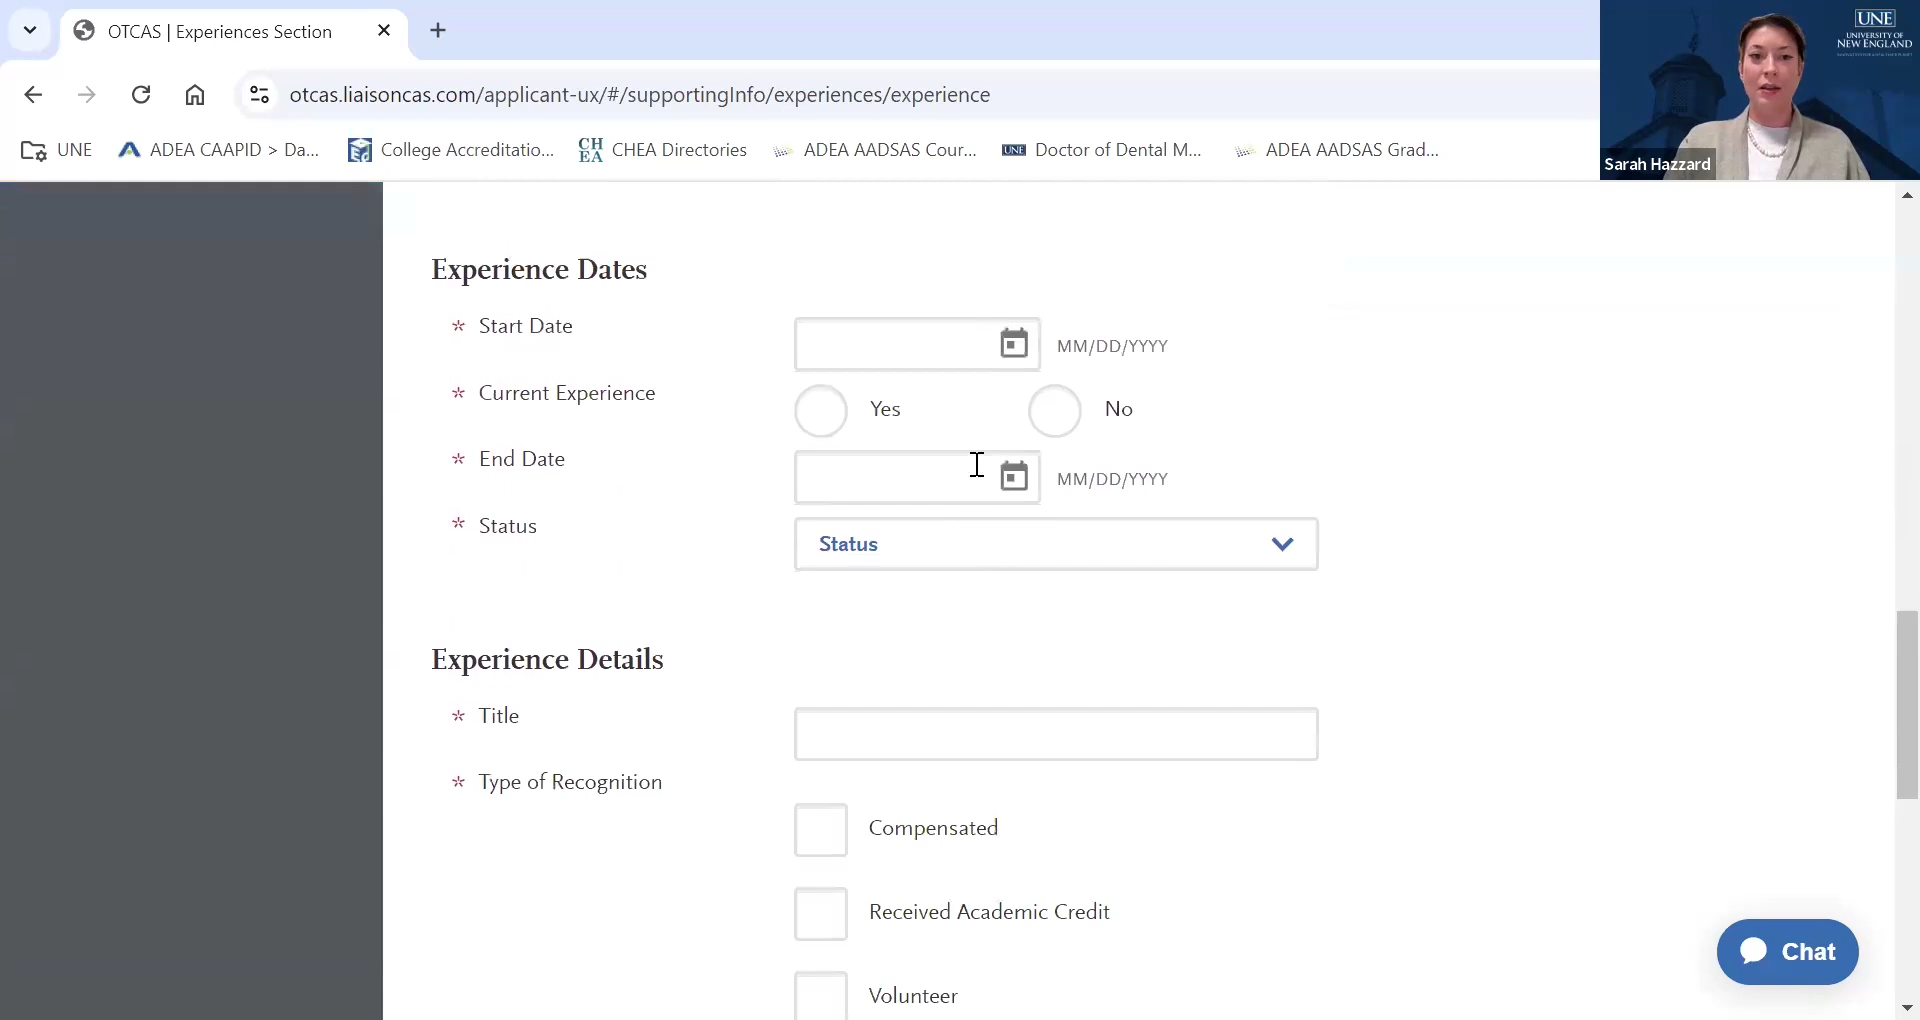 OTCAS | Experiences Section
otcas.liaisoncas.com/applicant-ux/#/supportingInfo/experiences/experience
UNE
ADEA CAAPID > Da...
College Accreditatio...
CH
EA
CHEA Directories
ADEA AADSAS Cour...
UNE
Doctor of Dental M...
ADEA AADSAS Grad...
UNE
UNIVERSITY OF
NEW ENGLAND
Sarah Hazzard
Experience Dates
* Start Date
MM/DD/YYYY
* Current Experience
Yes
No
* End Date
MM/DD/YYYY
* Status
Status
Experience Details
* Title
* Type of Recognition
Compensated
Received Academic Credit
Volunteer
Chat